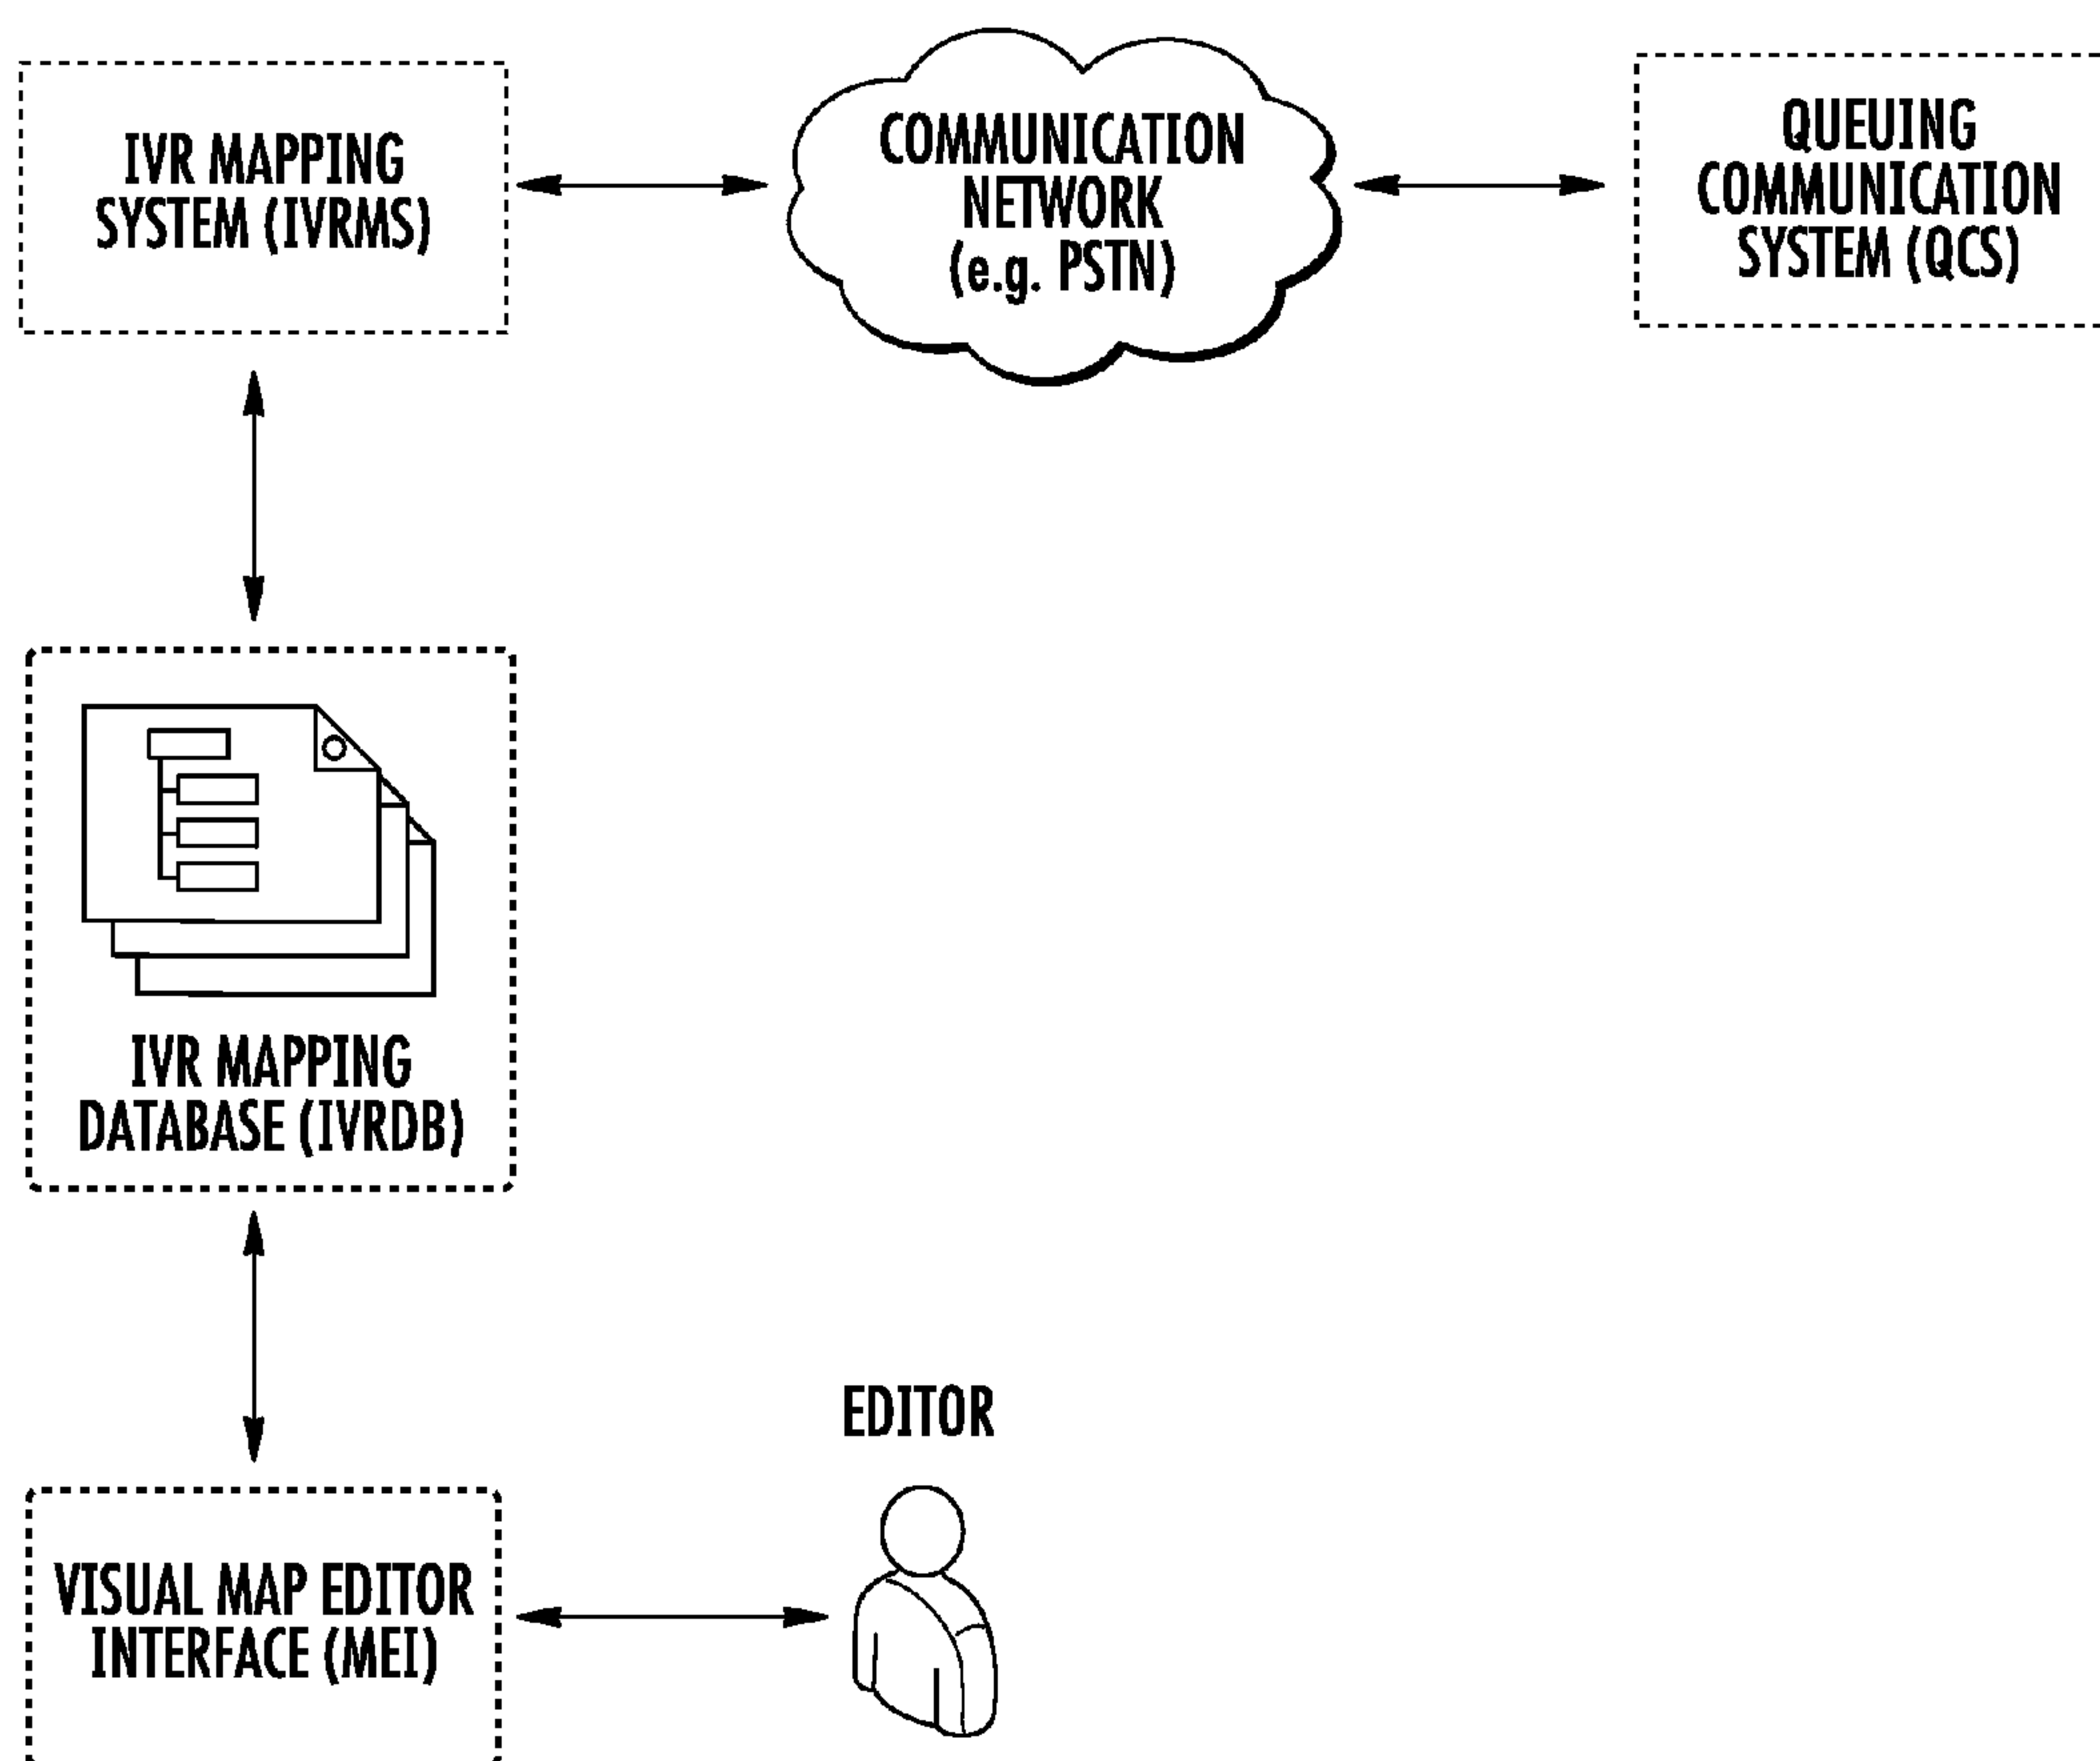 IVR MAPPING
SYSTEM (IVRMS)
COMMUNICATION
NETWORK
(e.g. PSTN)
QUEUING
COMMUNICATION
SYSTEM (QCS)
IVR MAPPING
DATABASE (IVRDB)
EDITOR
VISUAL MAP EDITOR
INTERFACE (MEI)